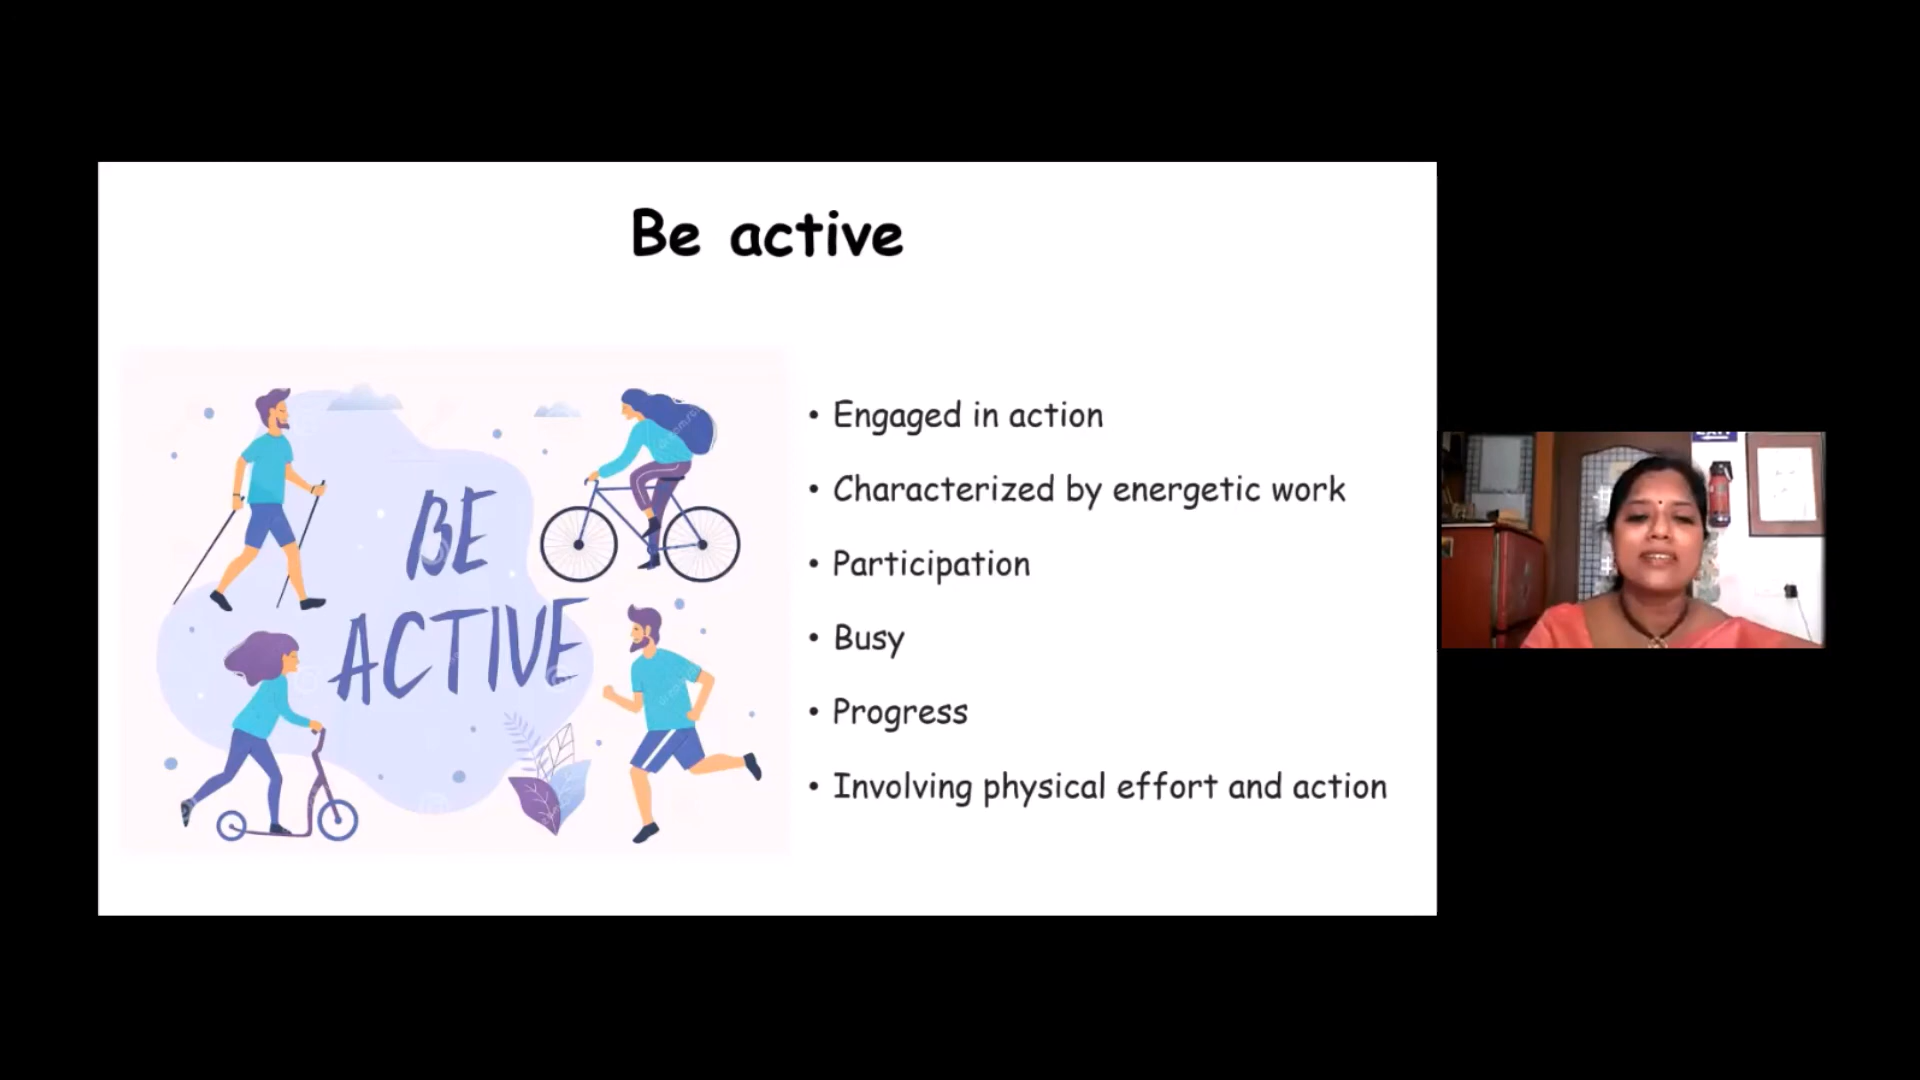 Be active
BE
ACTIVE
• Engaged in action
• Characterized by energetic work
• Participation
• Busy
• Progress
• Involving physical effort and action